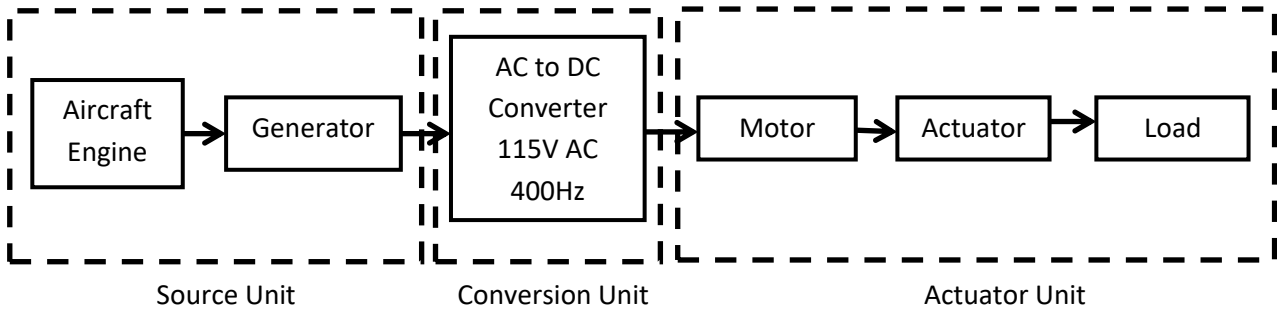 Aircraft
Engine
Generator
AC to DC
Converter
115V AC
400Hz
Motor
Actuator
Load
Source Unit
Conversion Unit
Actuator Unit